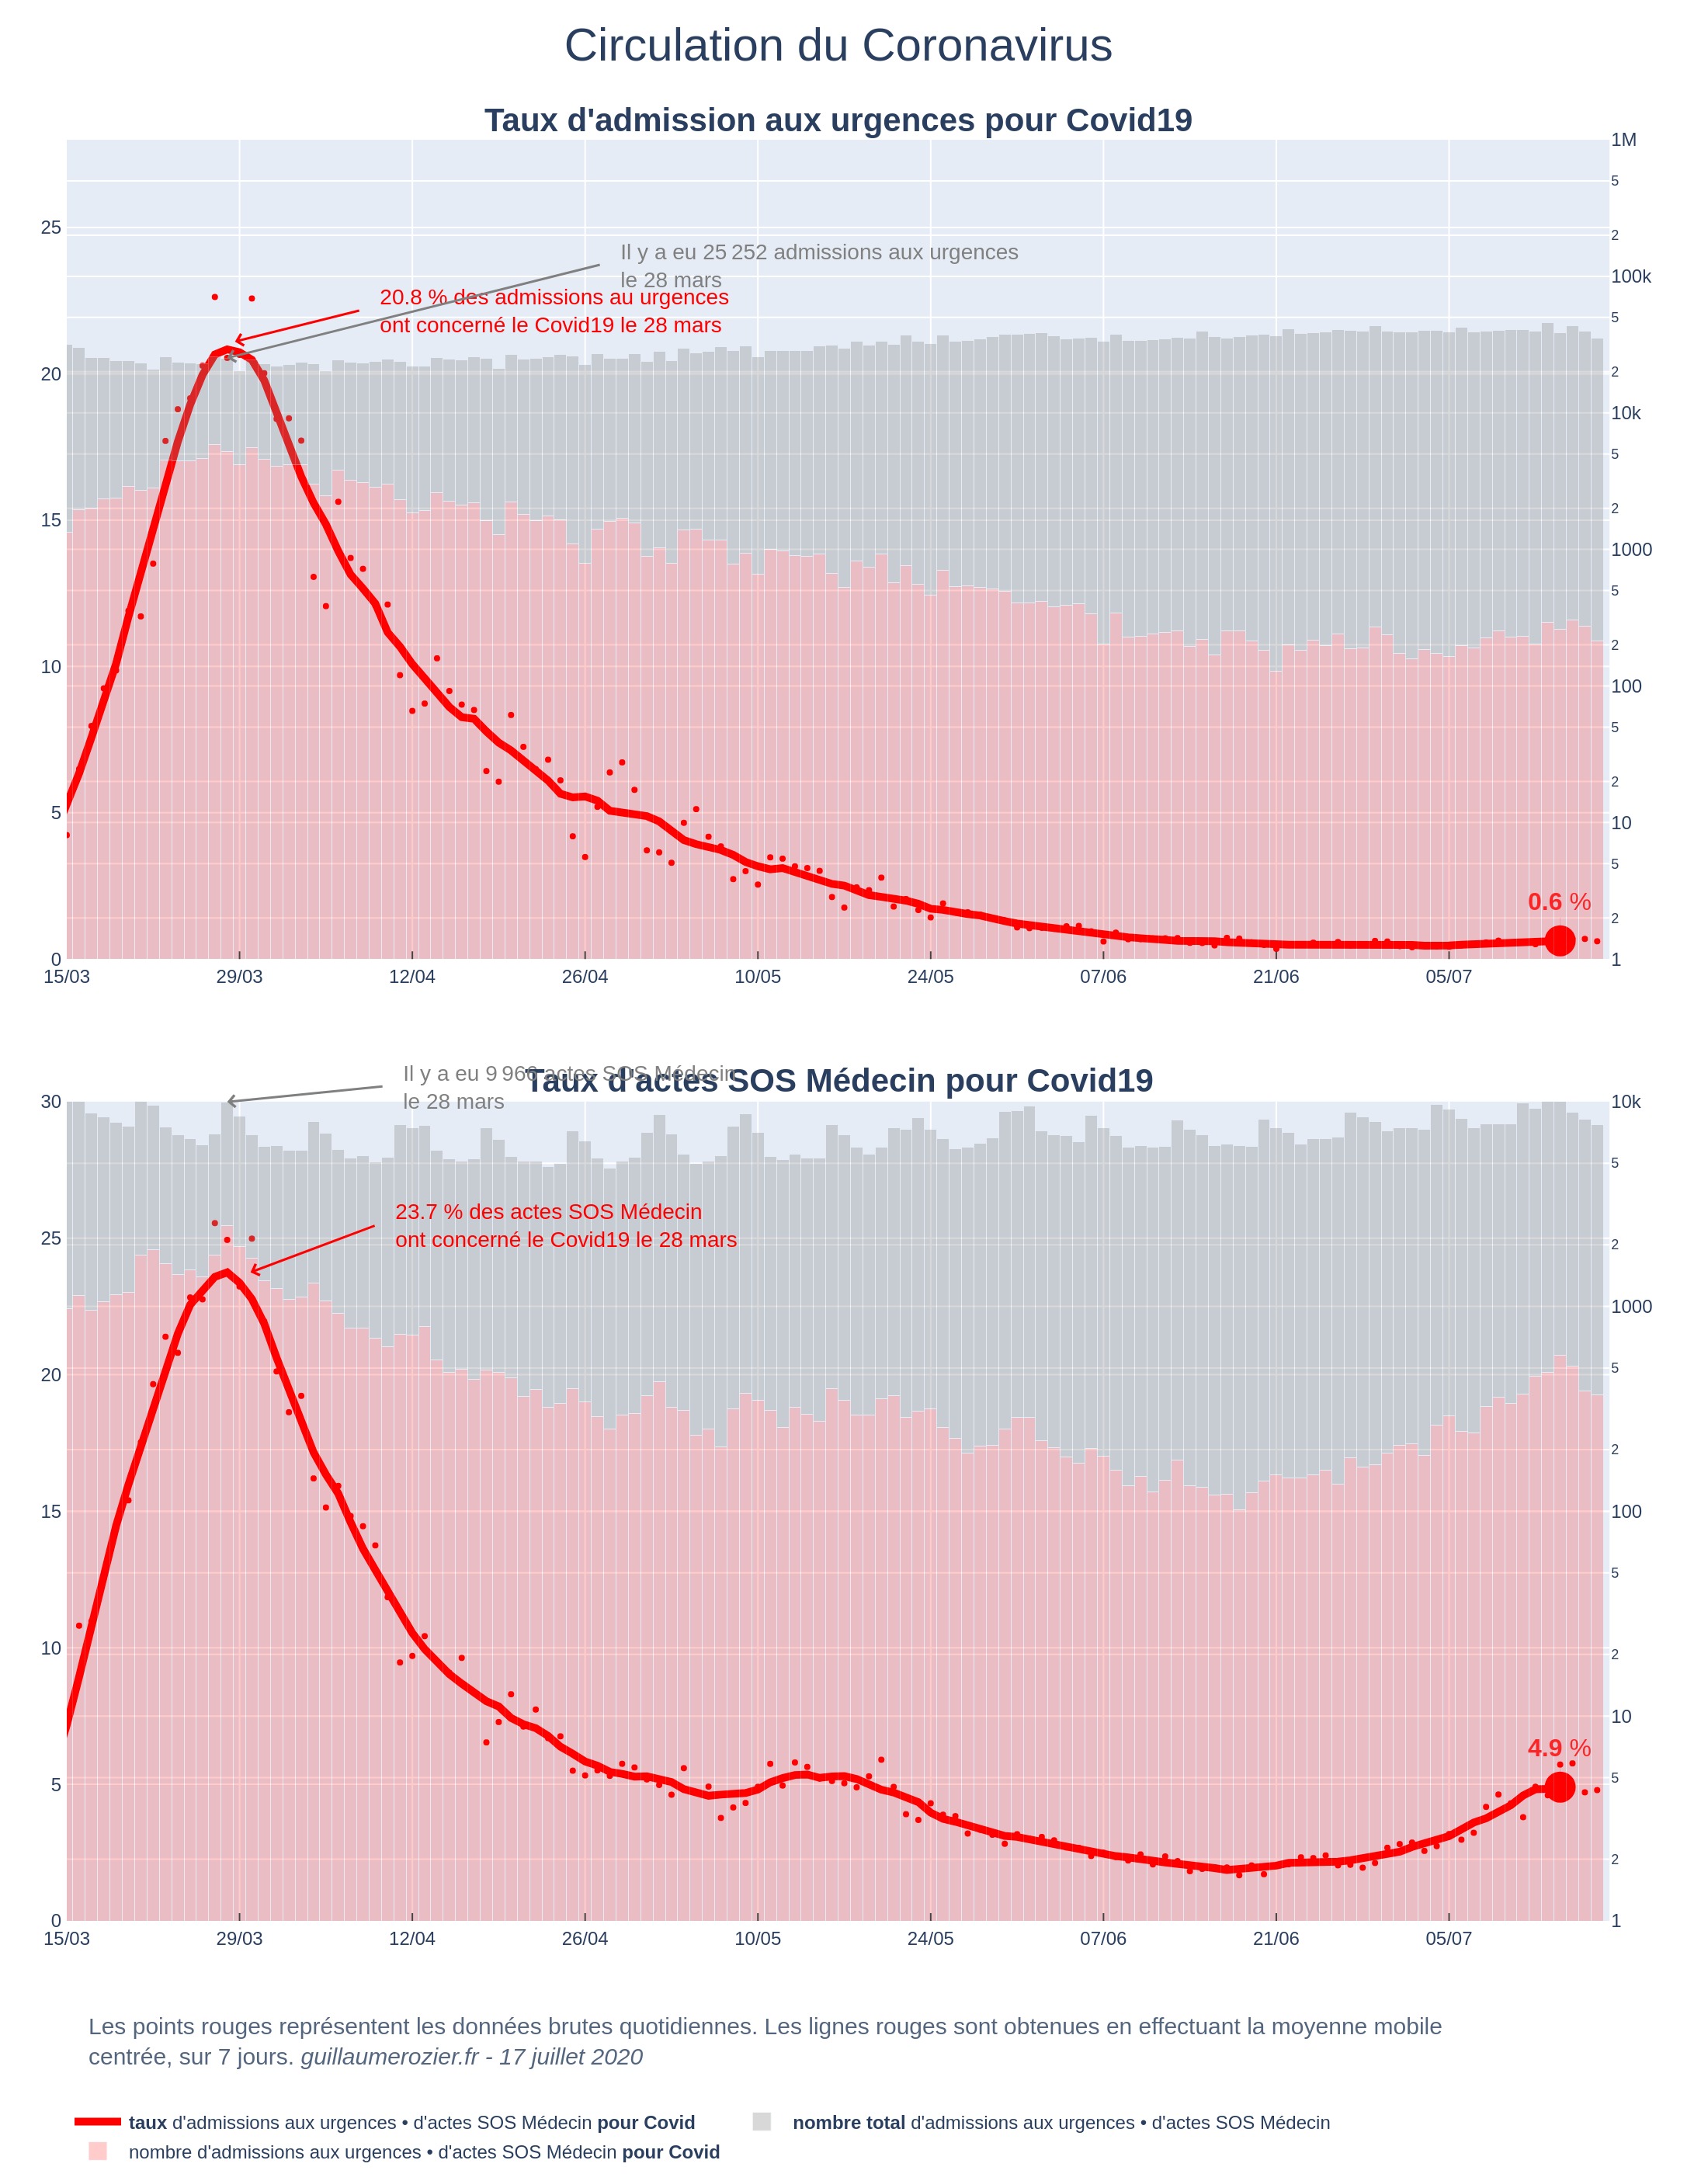 Circulation du Coronavirus
Taux d'admission aux urgences pour Covid19
1M
5
25
2
Il y a eu 25 252 admissions aux urgences
le 28 mars
100k
20.8 % des admissions au urgences
ont concerné le Covid19 le 28 mars
5
20
2
10k
5
15
2
1000
5
10
2
100
5
2
5
10
5
0.6 %
2
0
1
15/03 29/03 12/04 26/04 10/05 24/05 07/06 21/06 05/07
Il y a eu 9 966 actes SOS Médecin
le 28 mars
Taux d'actes SOS Médecin pour Covid19
30
10k
5
23.7 % des actes SOS Médecin
ont concerné le Covid19 le 28 mars
25
2
1000
20
5
2
15
100
5
10
2
10
4.9 %
5
5
2
0
1
15/03 29/03 12/04 26/04 10/05 24/05 07/06 21/06 05/07
Les points rouges représentent les données brutes quotidiennes. Les lignes rouges sont obtenues en effectuant la moyenne mobile
centrée, sur 7 jours. guillaumerozier.fr - 17 juillet 2020
taux d'admissions aux urgences • d'actes SOS Médecin pour Covid
nombre total d'admissions aux urgences • d'actes SOS Médecin
nombre d'admissions aux urgences • d'actes SOS Médecin pour Covid